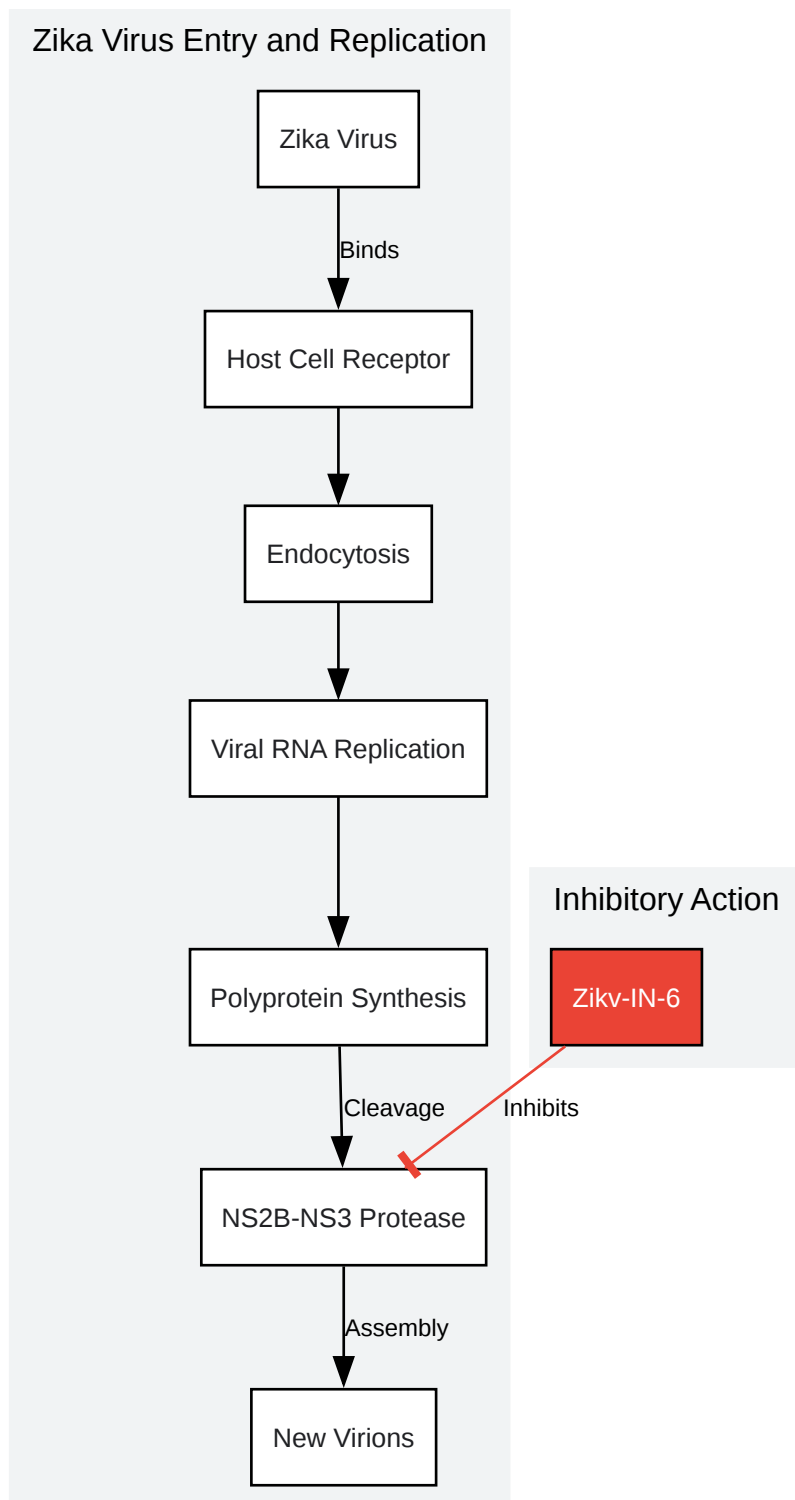 Zika Virus Entry and Replication
Zika Virus
Binds
Host Cell Receptor
Endocytosis
Viral RNA Replication
Inhibitory Action
Polyprotein Synthesis
Zikv-IN-6
Cleavage
Inhibits
NS2B-NS3 Protease
Assembly
New Virions